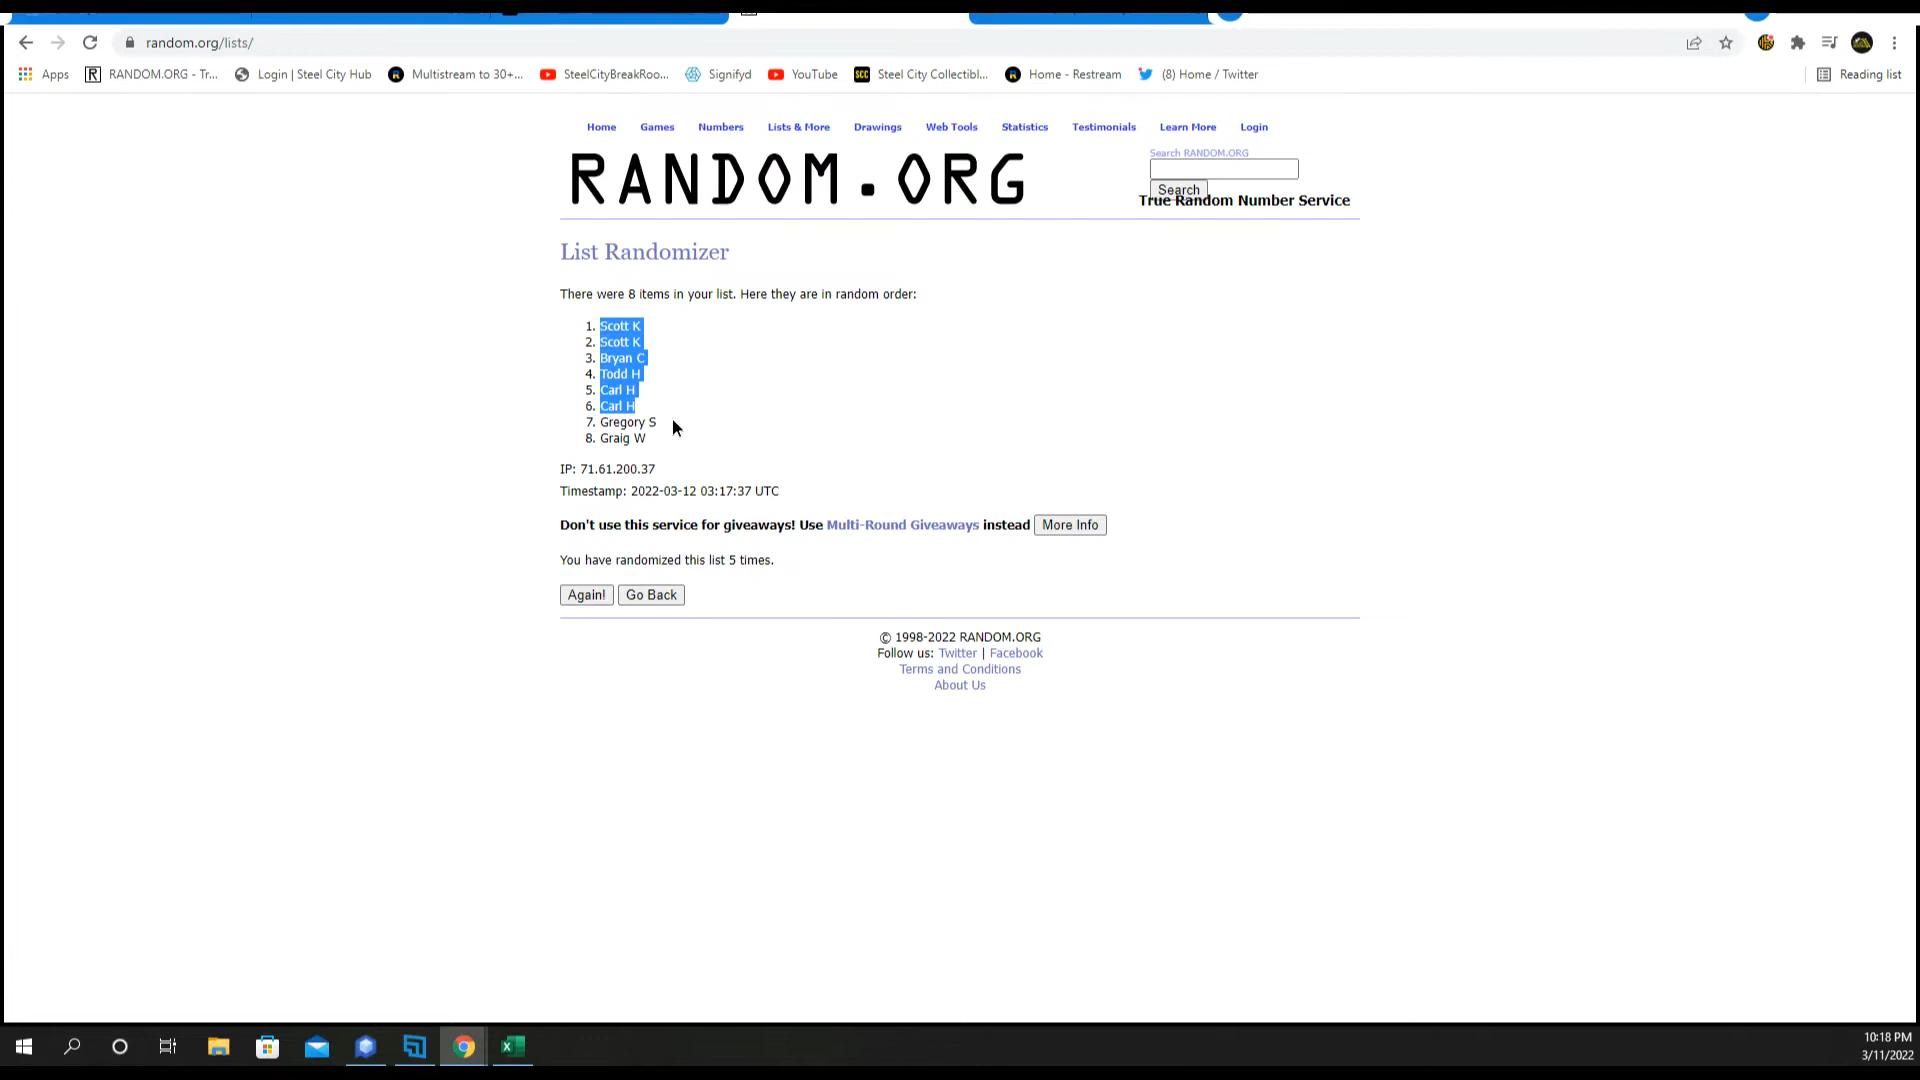 random.org/lists/
Apps RANDOM.ORG - Tr... Login | Steel City Hub Multistream to 30+... SteelCityBreakRoo... Signifyd YouTube SCC Steel City Collectibl... Home - Restream (8) Home / Twitter Reading list
Home Games Numbers Lists & More Drawings Web Tools Statistics Testimonials Learn More Login
RANDOM.ORG
Search RANDOM.ORG
Search
True Random Number Service
List Randomizer
There were 8 items in your list. Here they are in random order:
1. Scott K
2. Scott K
3. Bryan C
4. Todd H
5. Carl H
6. Carl H
7. Gregory S
8. Graig W
IP: 71.61.200.37
Timestamp: 2022-03-12 03:17:37 UTC
Don't use this service for giveaways! Use Multi-Round Giveaways instead More Info
You have randomized this list 5 times.
Again! Go Back
© 1998-2022 RANDOM.ORG
Follow us: Twitter | Facebook
Terms and Conditions
About Us
10:18 PM
3/11/2022